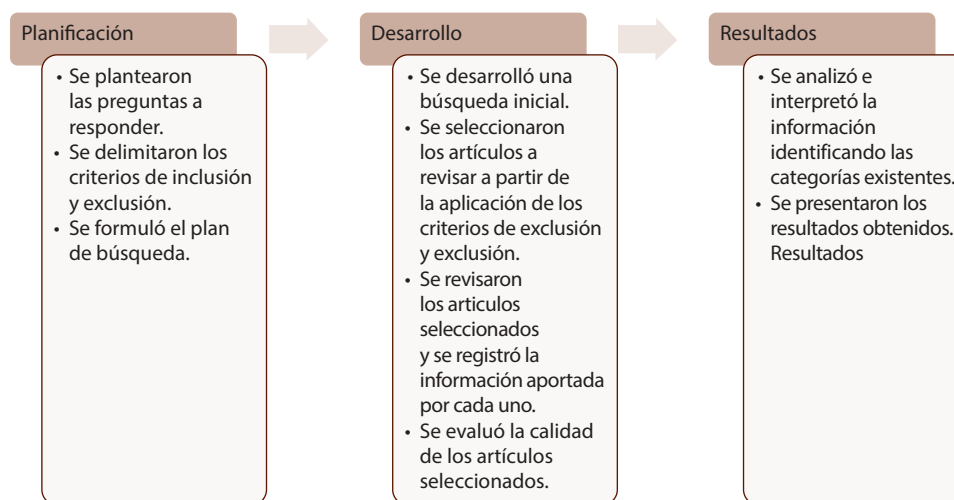 Planificación
• Se plantearon
las preguntas a
responder.
• Se delimitaron los
criterios de inclusión
y exclusión.
• Se formuló el plan
de búsqueda.
Desarrollo
• Se desarrolló una
búsqueda inicial.
• Se seleccionaron
los artículos a
revisar a partir de
la aplicación de los
criterios de exclusión
y exclusión.
• Se revisaron
los articulos
seleccionados
y se registró la
información aportada
por cada uno.
• Se evaluó la calidad
de los artículos
seleccionados.
Resultados
• Se analizó e
interpretó la
información
identificando las
categorías existentes.
• Se presentaron los
resultados obtenidos.
Resultados